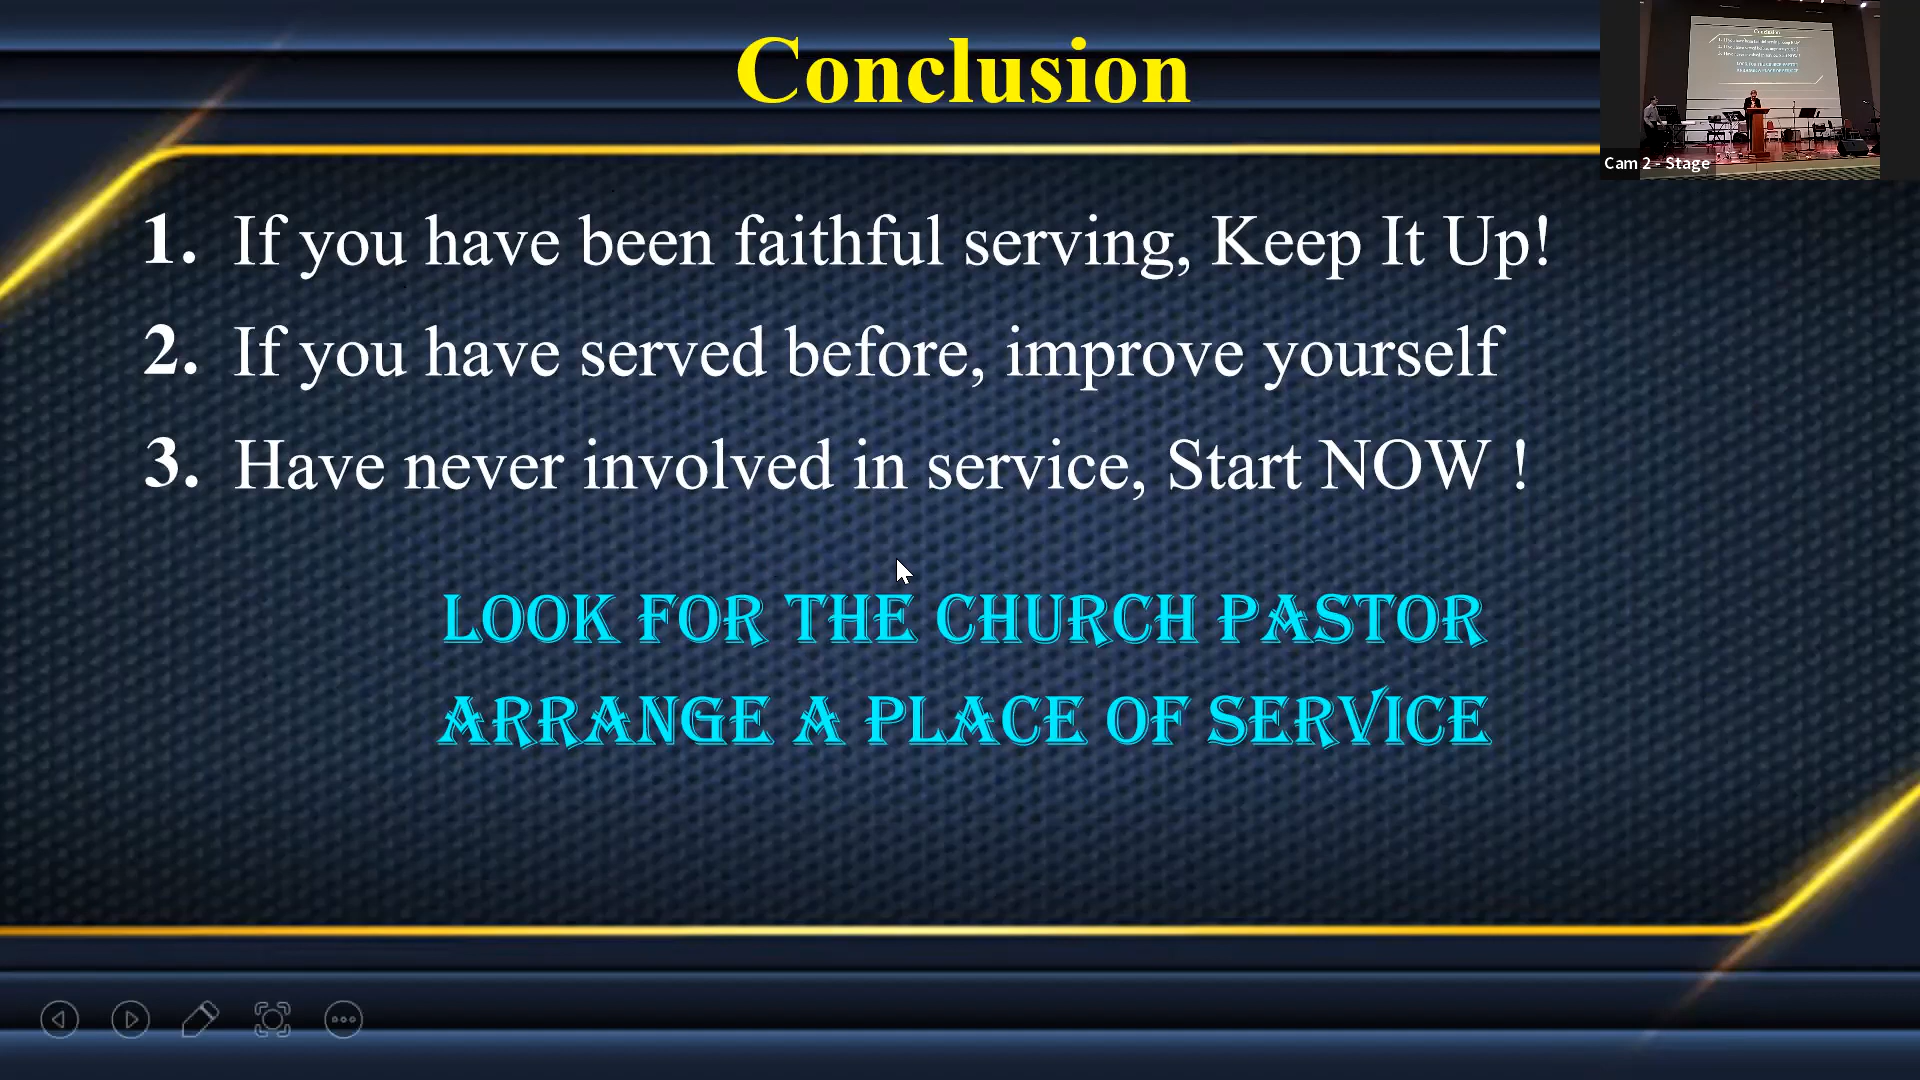 Conclusion
1. If you have been faithful serving, Keep It Up!
2. If you have served before, improve yourself
3. Have never involved in service, Start NOW !
LOOK FOR THE CHURCH PASTOR
ARRANGE A PLACE OF SERVICE
Cam 2 - Stage